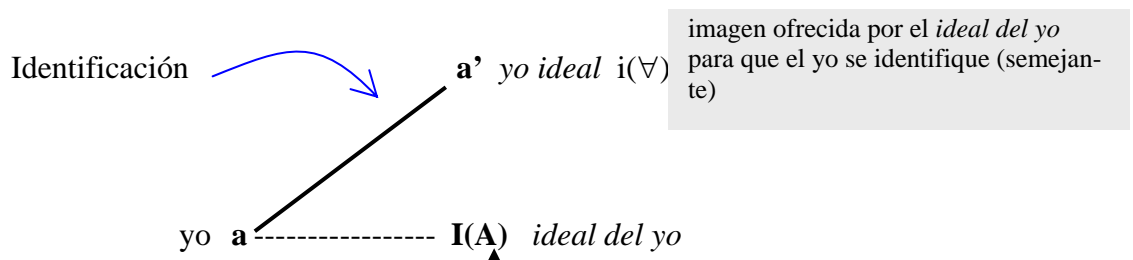 imagen ofrecida por el ideal del yo
para que el yo se identifique (semejan-
te)
Identificación
a’ yo ideal i(∀)
yo a ---------------- I(A) ideal del yo